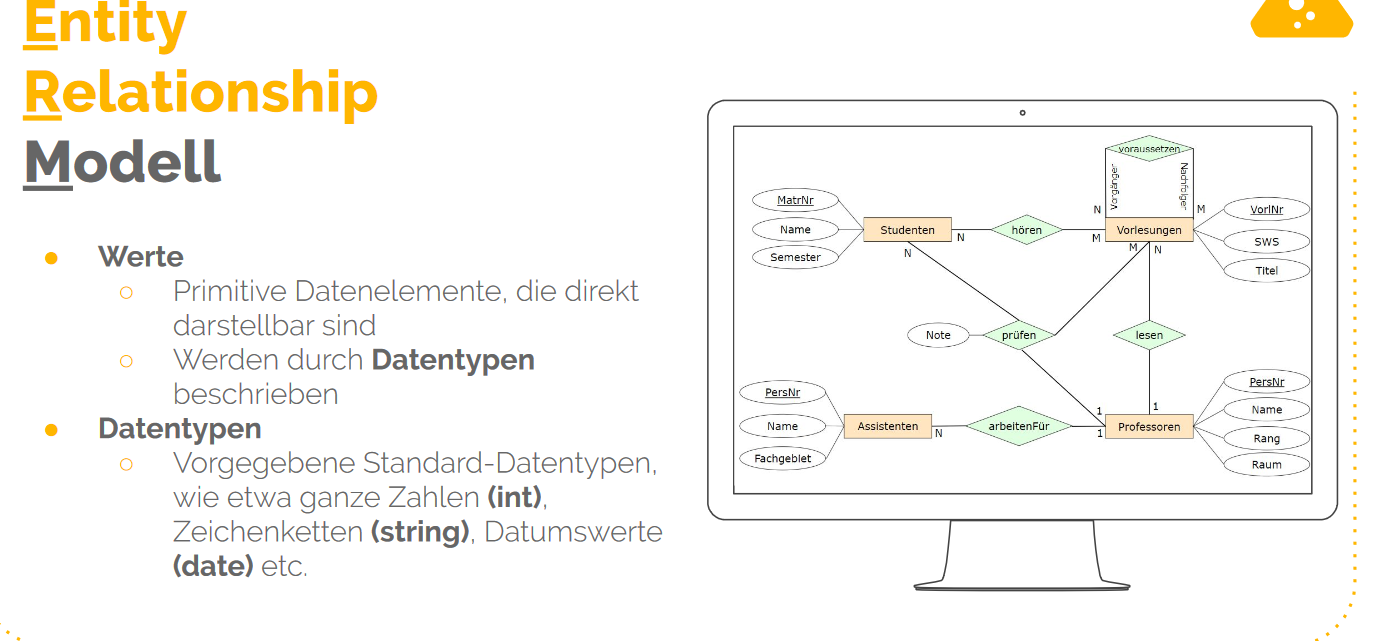 Entity
Relationship
Modell
● Werte
○ Primitive Datenelemente, die direkt
darstellbar sind
○ Werden durch Datentypen
beschrieben
● Datentypen
○ Vorgegebene Standard-Datentypen,
wie etwa ganze Zahlen (int),
Zeichenketten (string), Datumswerte
(date) etc.
voraussetzen
Vorgänger
Nachfolger
N
M
MatrNr
Name
Semester
Studenten
N
hören
M
Vorlesungen
VorlNr
SWS
Titel
N
M
N
Note
prüfen
lesen
PersNr
Name
Fachgebiet
Assistenten
N
arbeitenFür
1
1
1
Professoren
PersNr
Name
Rang
Raum